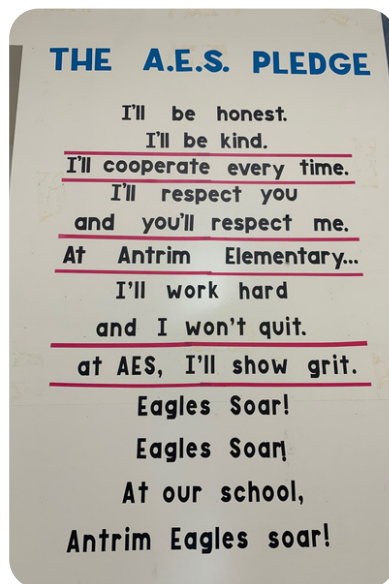 THE A.E.S. PLEDGE
I'll be honest.
I'll be kind.
I'll cooperate every time.
I'll respect you
and you'll respect me.
At Antrim Elementary...
I'll work hard
and I won't quit.
at AES, I'll show grit.
Eagles Soar!
Eagles Soar!
At our school,
Antrim Eagles soar!